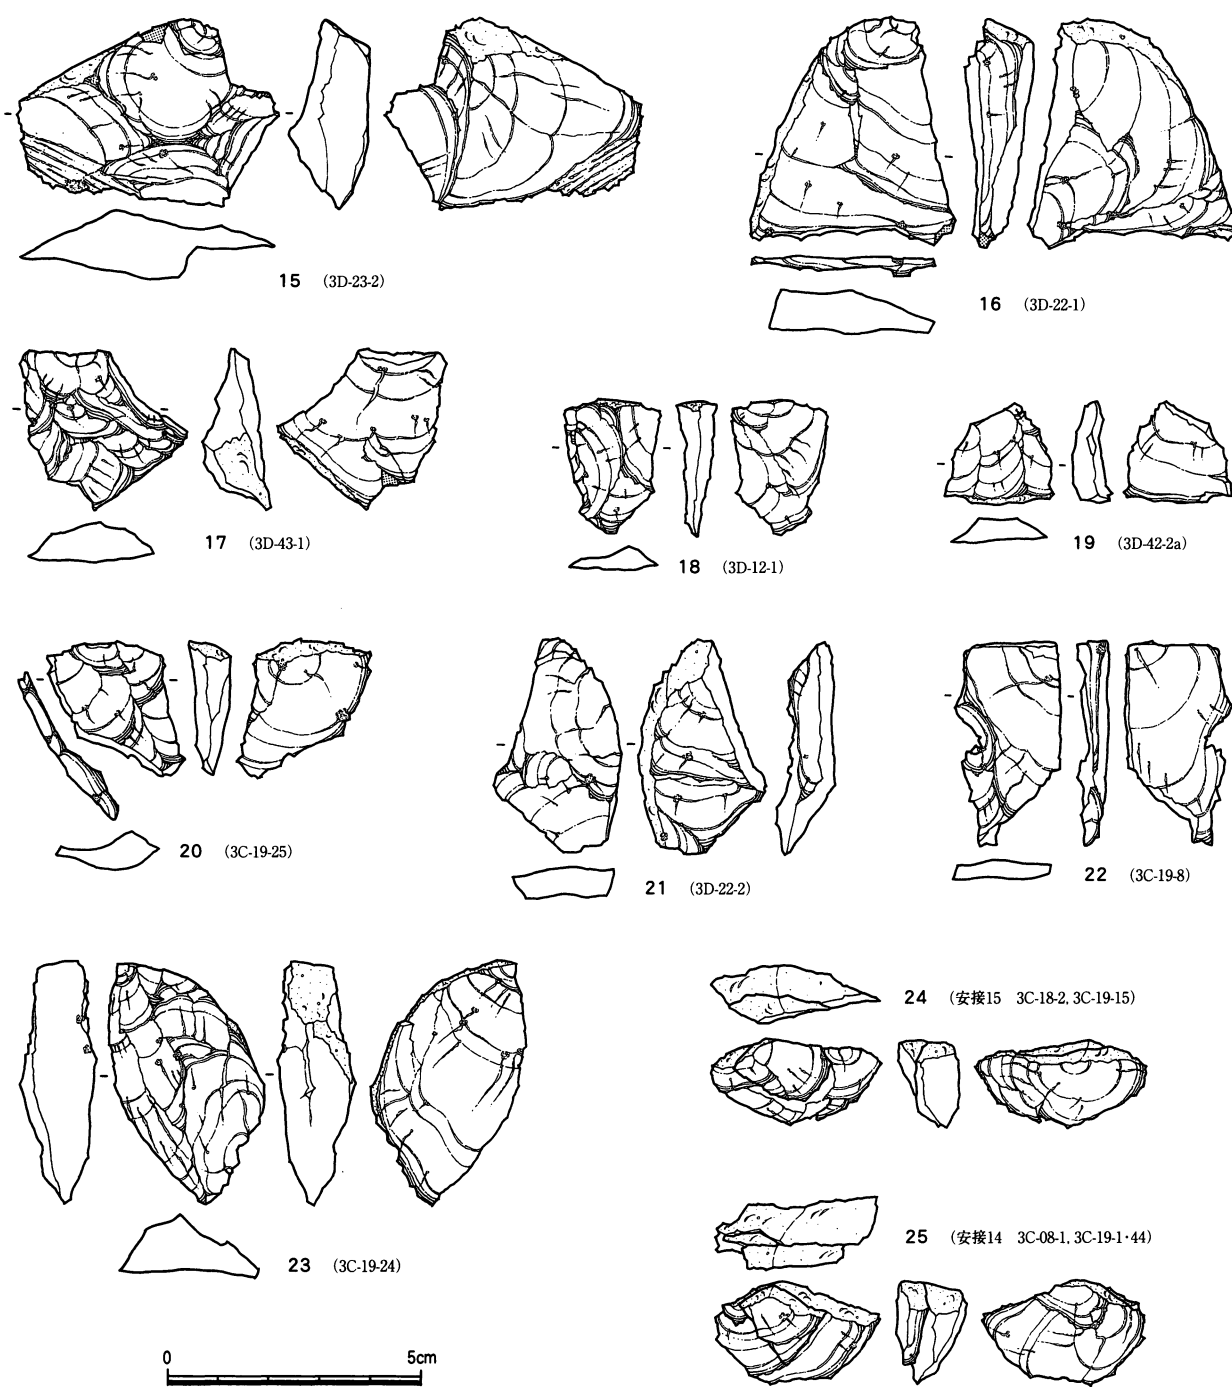 15 (3D-23-2)
16 (3D-22-1)
17 (3D-43-1)
18 (3D-12-1)
19 (3D-42-2a)
20 (3C-19-25)
21 (3D-22-2)
22 (3C-19-8)
23 (3C-19-24)
24 (安接15 3C-18-2, 3C-19-15)
25 (安接14 3C-08-1, 3C-19-1・44)
0 5cm